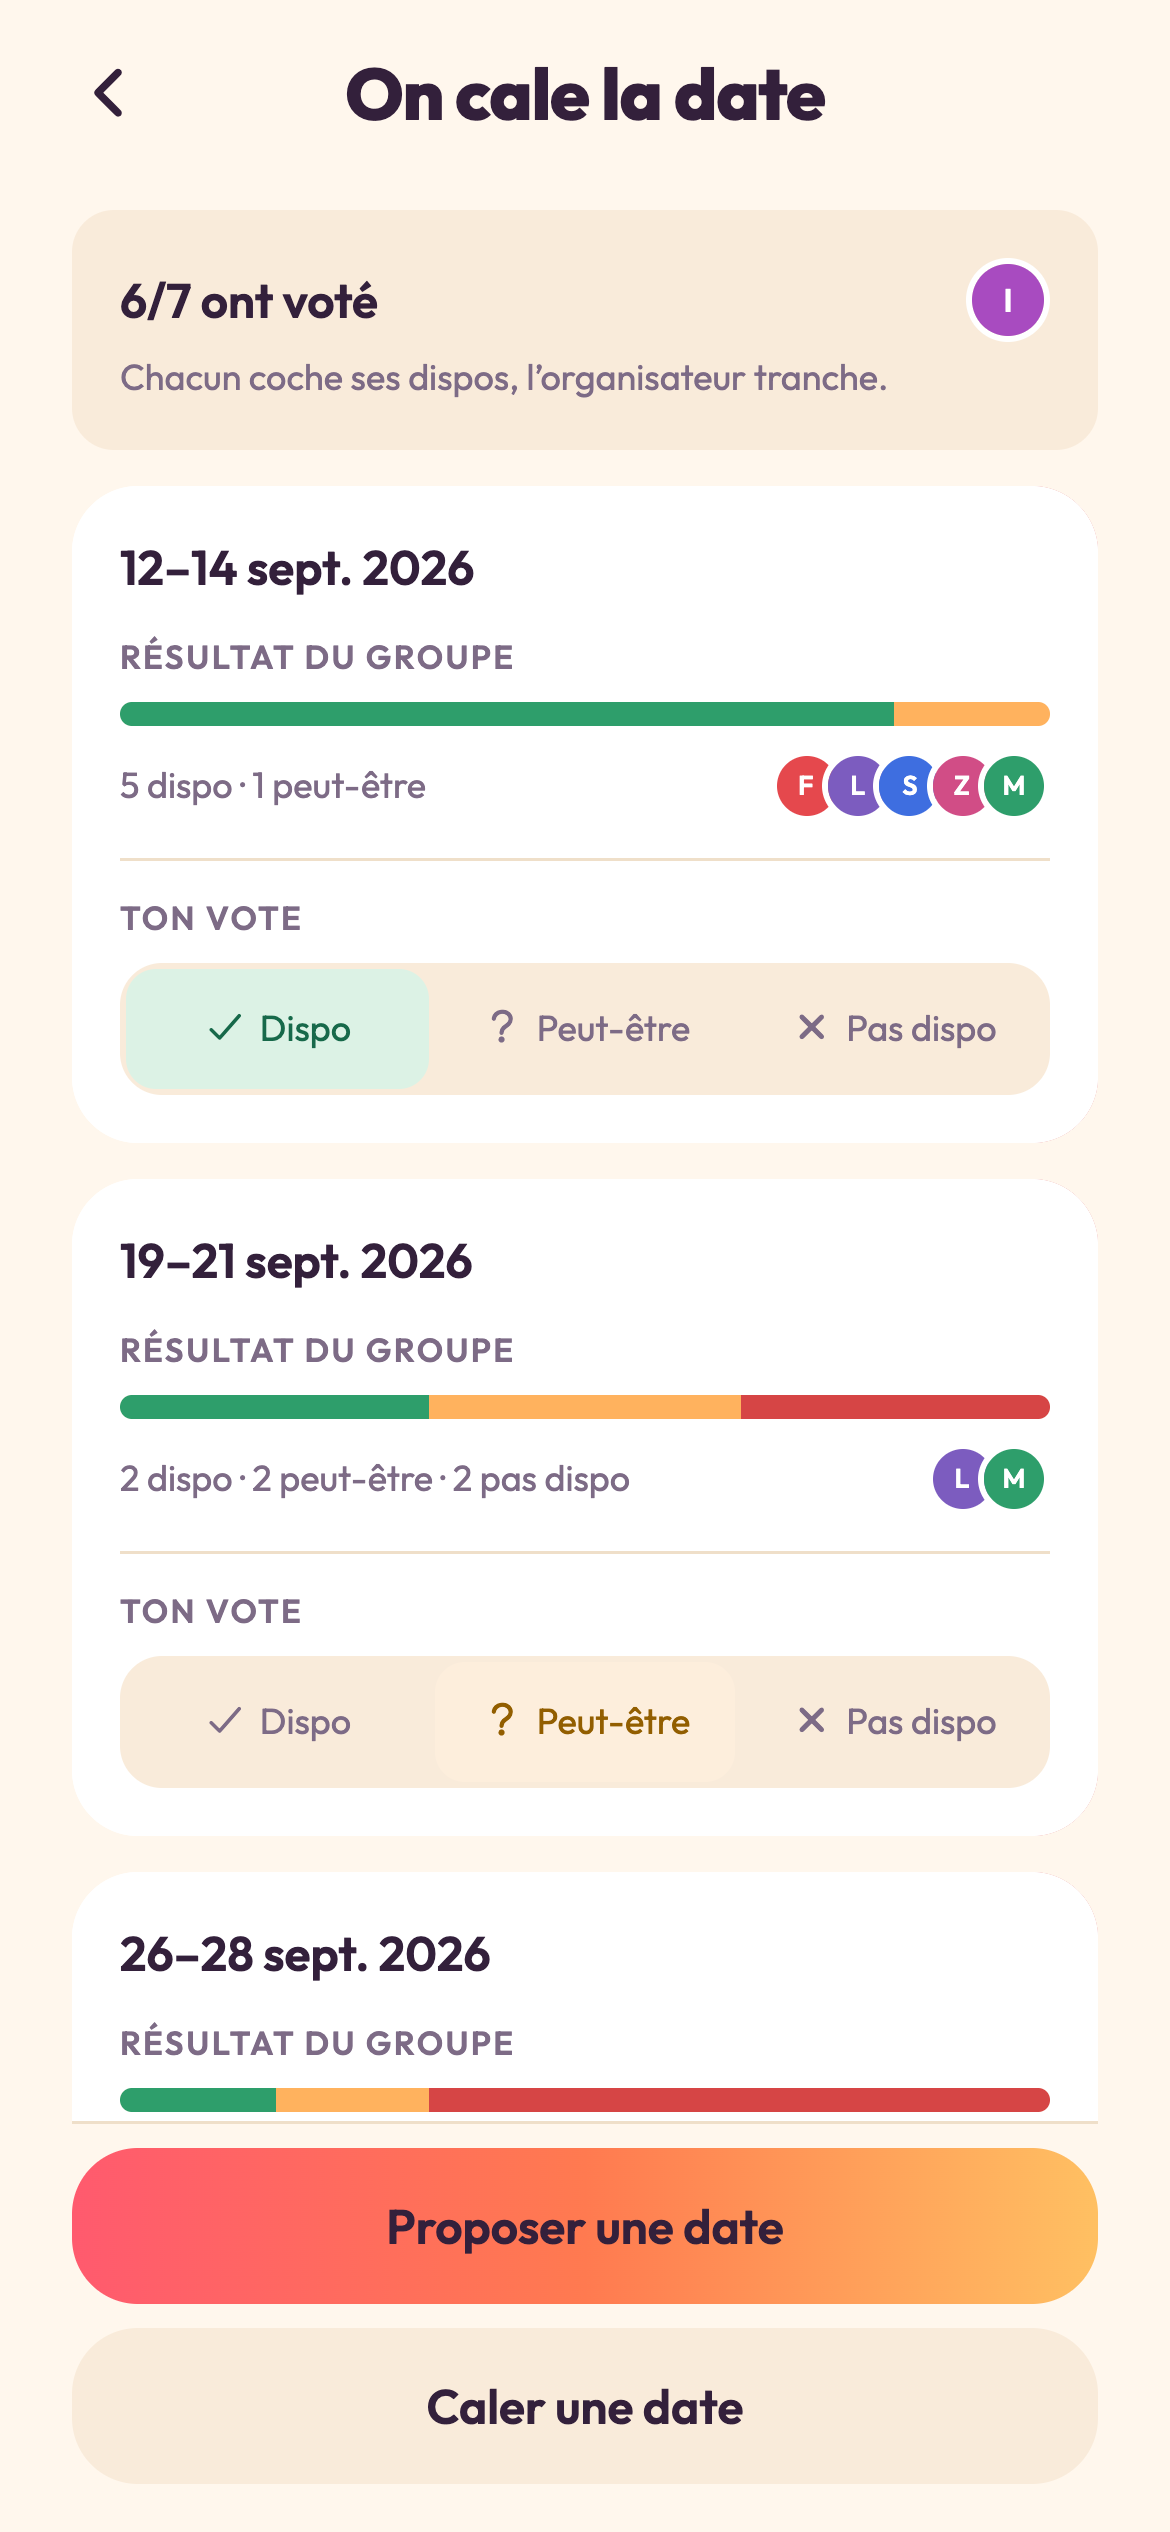 On cale la date
6/7 ont voté
I
Chacun coche ses dispos, l’organisateur tranche.
12–14 sept. 2026
RÉSULTAT DU GROUPE
5 dispo · 1 peut-être
F L S Z M
TON VOTE
Dispo
? Peut-être
Pas dispo
19–21 sept. 2026
RÉSULTAT DU GROUPE
2 dispo · 2 peut-être · 2 pas dispo
L M
TON VOTE
Dispo
? Peut-être
Pas dispo
26–28 sept. 2026
RÉSULTAT DU GROUPE
Proposer une date
Caler une date